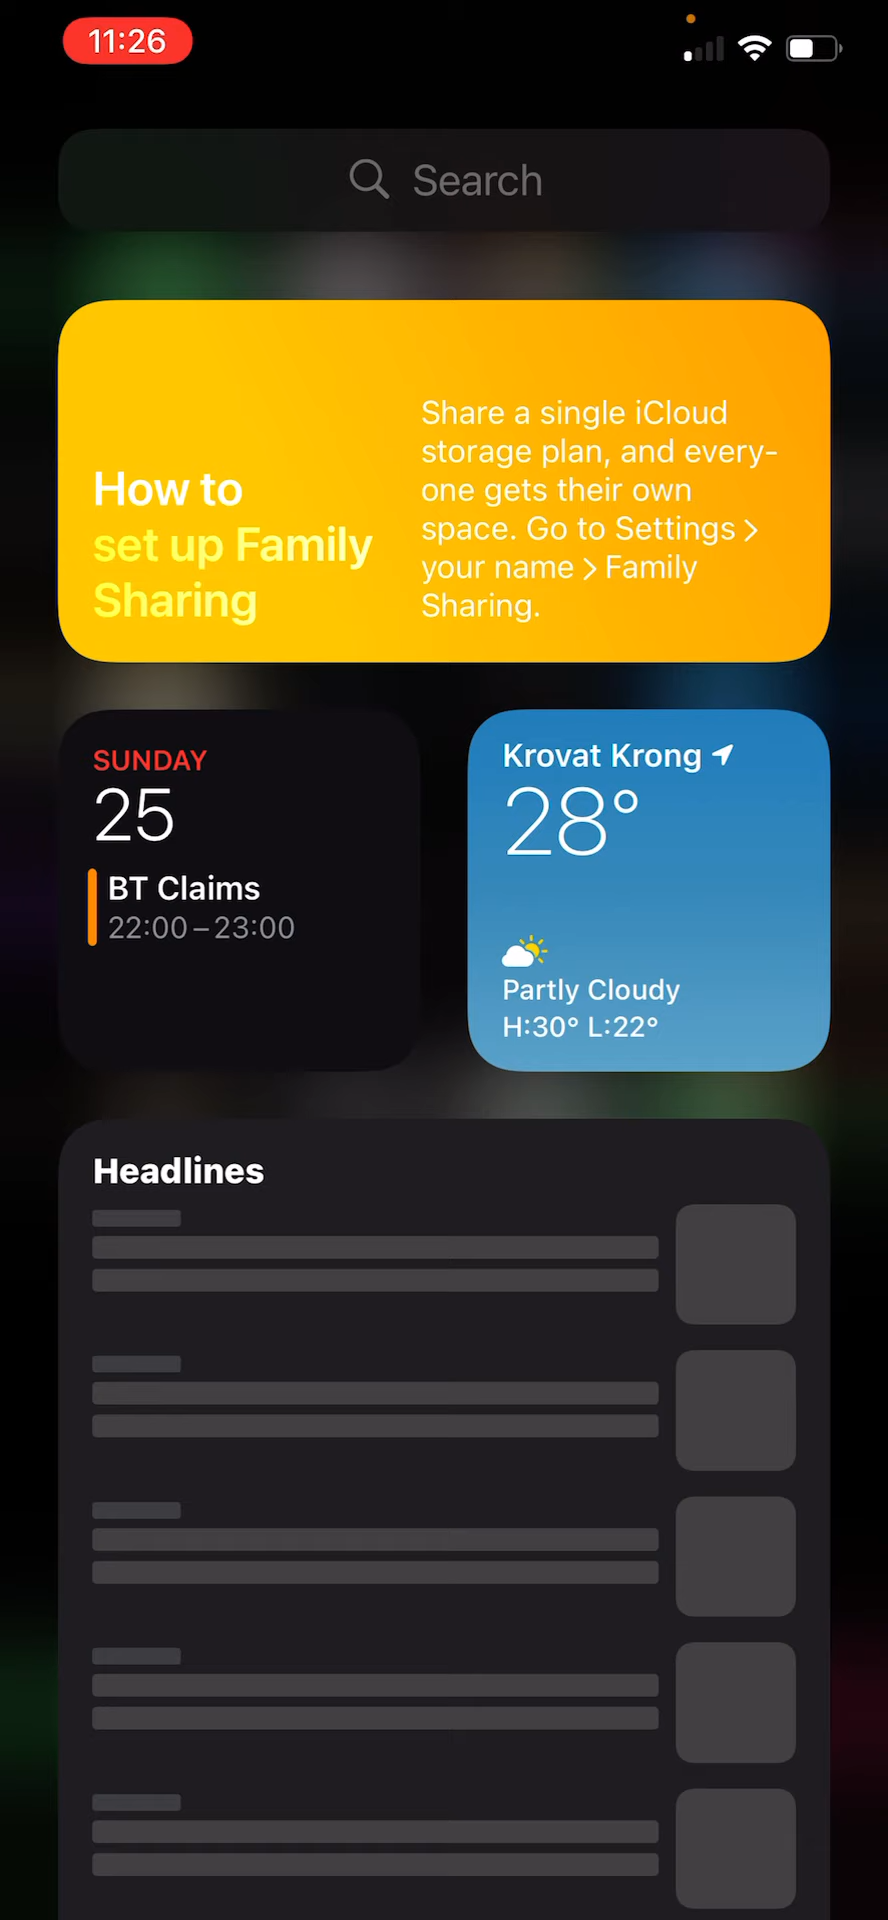 11:26
Search
How to
set up Family
Sharing
Share a single iCloud
storage plan, and every-
one gets their own
space. Go to Settings >
your name > Family
Sharing.
SUNDAY
25
BT Claims
22:00–23:00
Krovat Krong
28°
Partly Cloudy
H:30° L:22°
Headlines